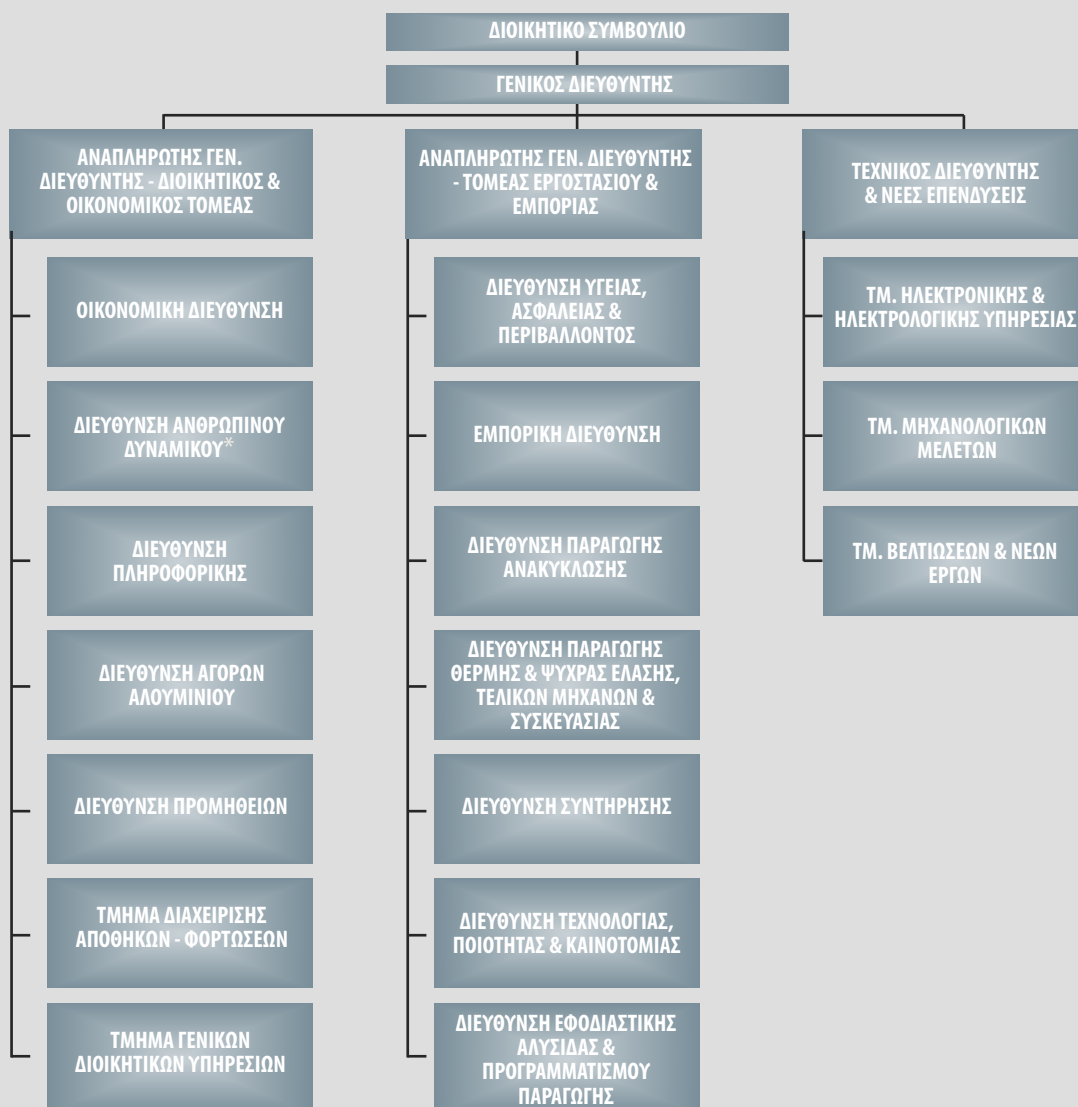 ΔΙΟΙΚΗΤΙΚΟ ΣΥΜΒΟΥΛΙΟ
ΓΕΝΙΚΟΣ ΔΙΕΥΘΥΝΤΗΣ
ΑΝΑΠΛΗΡΩΤΗΣ ΓΕΝ.
ΔΙΕΥΘΥΝΤΗΣ - ΔΙΟΙΚΗΤΙΚΟΣ &
ΟΙΚΟΝΟΜΙΚΟΣ ΤΟΜΕΑΣ
ΟΙΚΟΝΟΜΙΚΗ ΔΙΕΥΘΥΝΣΗ
ΔΙΕΥΘΥΝΣΗ ΑΝΘΡΩΠΙΝΟΥ
ΔΥΝΑΜΙΚΟΥ*
ΔΙΕΥΘΥΝΣΗ
ΠΛΗΡΟΦΟΡΙΚΗΣ
ΔΙΕΥΘΥΝΣΗ ΑΓΟΡΩΝ
ΑΛΟΥΜΙΝΙΟΥ
ΔΙΕΥΘΥΝΣΗ ΠΡΟΜΗΘΕΙΩΝ
ΤΜΗΜΑ ΔΙΑΧΕΙΡΙΣΗΣ
ΑΠΟΘΗΚΩΝ - ΦΟΡΤΩΣΕΩΝ
ΤΜΗΜΑ ΓΕΝΙΚΩΝ
ΔΙΟΙΚΗΤΙΚΩΝ ΥΠΗΡΕΣΙΩΝ
ΑΝΑΠΛΗΡΩΤΗΣ ΓΕΝ. ΔΙΕΥΘΥΝΤΗΣ
- ΤΟΜΕΑΣ ΕΡΓΟΣΤΑΣΙΟΥ &
ΕΜΠΟΡΙΑΣ
ΔΙΕΥΘΥΝΣΗ ΥΓΕΙΑΣ,
ΑΣΦΑΛΕΙΑΣ &
ΠΕΡΙΒΑΛΛΟΝΤΟΣ
ΕΜΠΟΡΙΚΗ ΔΙΕΥΘΥΝΣΗ
ΔΙΕΥΘΥΝΣΗ ΠΑΡΑΓΩΓΗΣ
ΑΝΑΚΥΚΛΩΣΗΣ
ΔΙΕΥΘΥΝΣΗ ΠΑΡΑΓΩΓΗΣ
ΘΕΡΜΗΣ & ΨΥΧΡΑΣ ΕΛΑΣΗΣ,
ΤΕΛΙΚΩΝ ΜΗΧΑΝΩΝ &
ΣΥΣΚΕΥΑΣΙΑΣ
ΔΙΕΥΘΥΝΣΗ ΣΥΝΤΗΡΗΣΗΣ
ΔΙΕΥΘΥΝΣΗ ΤΕΧΝΟΛΟΓΙΑΣ,
ΠΟΙΟΤΗΤΑΣ & ΚΑΙΝΟΤΟΜΙΑΣ
ΔΙΕΥΘΥΝΣΗ ΕΦΟΔΙΑΣΤΙΚΗΣ
ΑΛΥΣΙΔΑΣ &
ΠΡΟΓΡΑΜΜΑΤΙΣΜΟΥ
ΠΑΡΑΓΩΓΗΣ
ΤΕΧΝΙΚΟΣ ΔΙΕΥΘΥΝΤΗΣ
& ΝΕΕΣ ΕΠΕΝΔΥΣΕΙΣ
ΤΜ. ΗΛΕΚΤΡΟΝΙΚΗΣ &
ΗΛΕΚΤΡΟΛΟΓΙΚΗΣ ΥΠΗΡΕΣΙΑΣ
ΤΜ. ΜΗΧΑΝΟΛΟΓΙΚΩΝ
ΜΕΛΕΤΩΝ
ΤΜ. ΒΕΛΤΙΩΣΕΩΝ & ΝΕΩΝ
ΕΡΓΩΝ